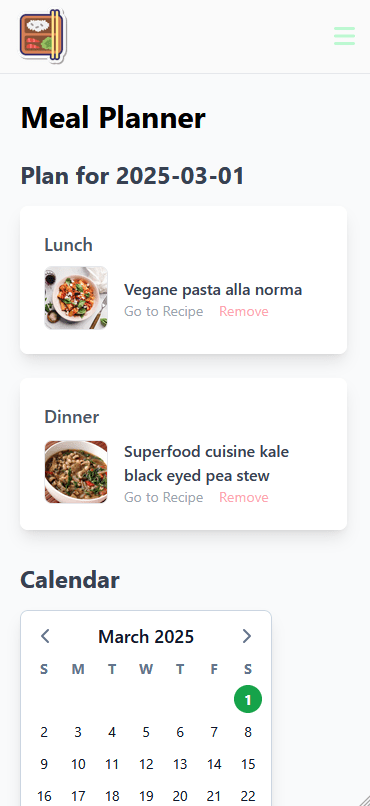 Meal Planner
Plan for 2025-03-01
Lunch
Vegane pasta alla norma
Go to Recipe Remove
Dinner
Superfood cuisine kale
black eyed pea stew
Go to Recipe Remove
Calendar
March 2025
S M T W T F S
1
2 3 4 5 6 7 8
9 10 11 12 13 14 15
16 17 18 19 20 21 22